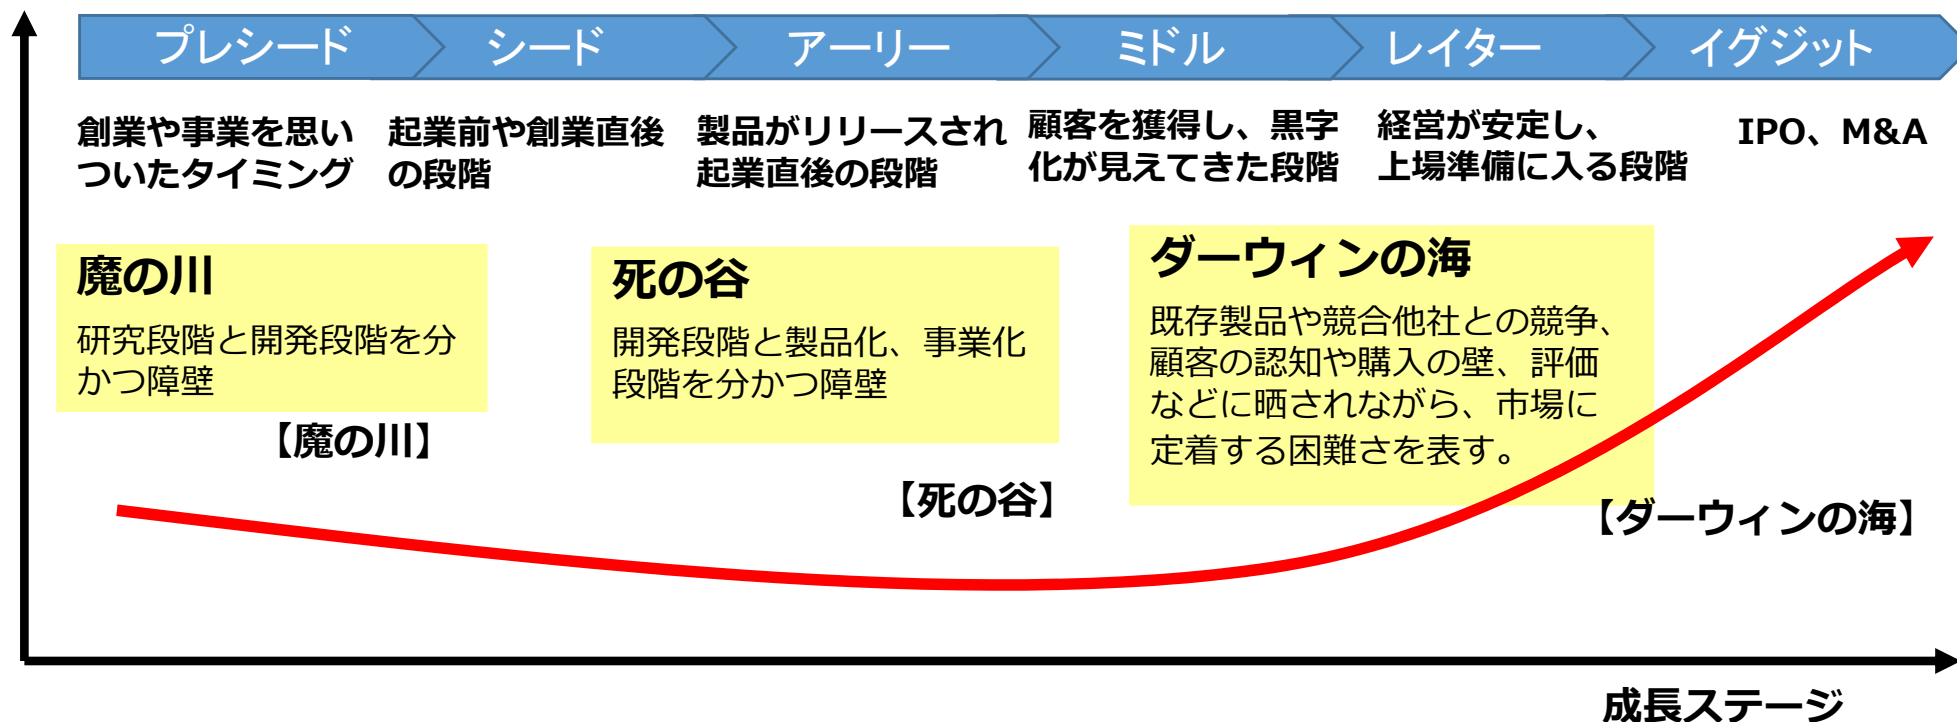 プレシード
シード
アーリー
ミドル
レイター
イグジット
創業や事業を思い
ついたタイミング
起業前や創業直後
の段階
製品がリリースされ
起業直後の段階
顧客を獲得し、黒字
化が見えてきた段階
経営が安定し、
上場準備に入る段階
IPO、M&A
魔の川
研究段階と開発段階を分
かつ障壁
【魔の川】
死の谷
開発段階と製品化、事業化
段階を分かつ障壁
【死の谷】
ダーウィンの海
既存製品や競合他社との競争、
顧客の認知や購入の壁、評価
などに晒されながら、市場に
定着する困難さを表す。
【ダーウィンの海】
成長ステージ